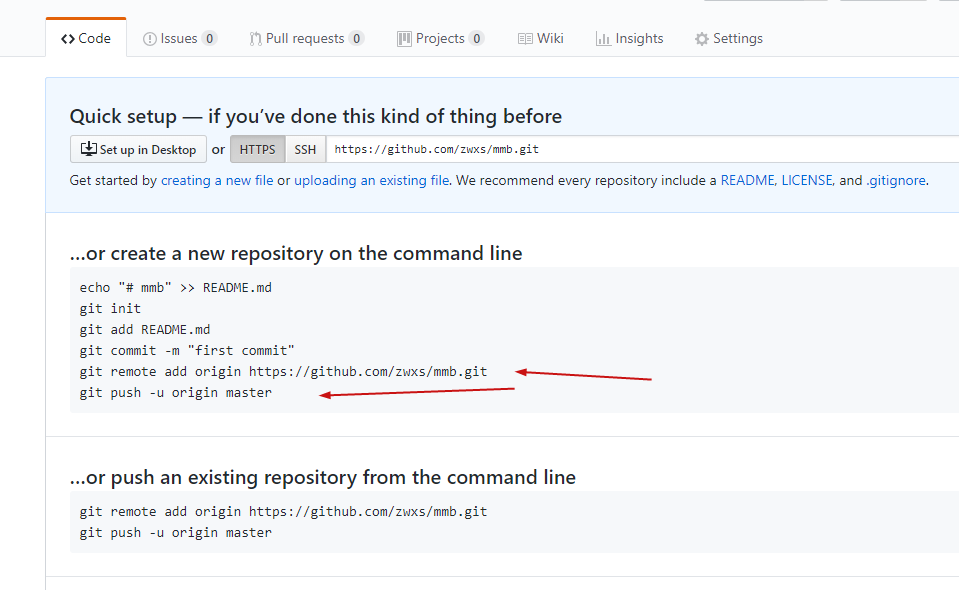 Code Issues 0 Pull requests 0 Projects 0 Wiki Insights Settings
Quick setup — if you’ve done this kind of thing before
Set up in Desktop or HTTPS SSH https://github.com/zwxs/mmb.git
Get started by creating a new file or uploading an existing file. We recommend every repository include a README, LICENSE, and .gitignore.
…or create a new repository on the command line
echo "# mmb" >> README.md
git init
git add README.md
git commit -m "first commit"
git remote add origin https://github.com/zwxs/mmb.git
git push -u origin master
…or push an existing repository from the command line
git remote add origin https://github.com/zwxs/mmb.git
git push -u origin master